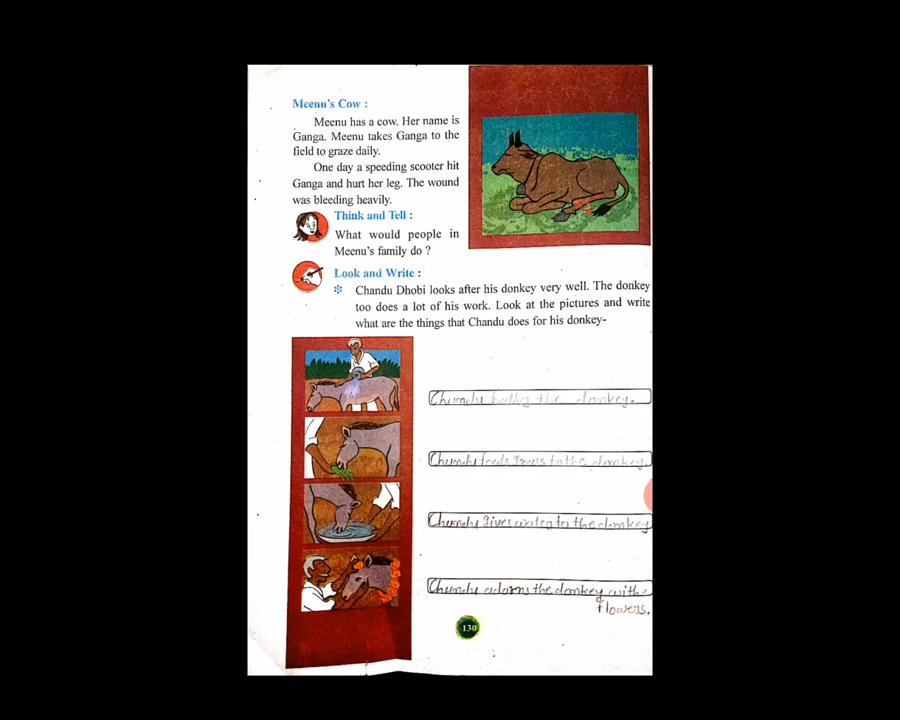 Meenu's Cow :
Meenu has a cow. Her name is
Ganga. Meenu takes Ganga to the
field to graze daily.
One day a speeding scooter hit
Ganga and hurt her leg. The wound
was bleeding heavily.
Think and Tell :
What would people in
Meenu's family do ?
Look and Write :
❊ Chandu Dhobi looks after his donkey very well. The donkey
too does a lot of his work. Look at the pictures and write
what are the things that Chandu does for his donkey-
Chundy bathes the donkey.
Chundy feeds grass to the donkey.
Chundy gives water to the donkey
Chundy adorns the donkey with
flowers.
130